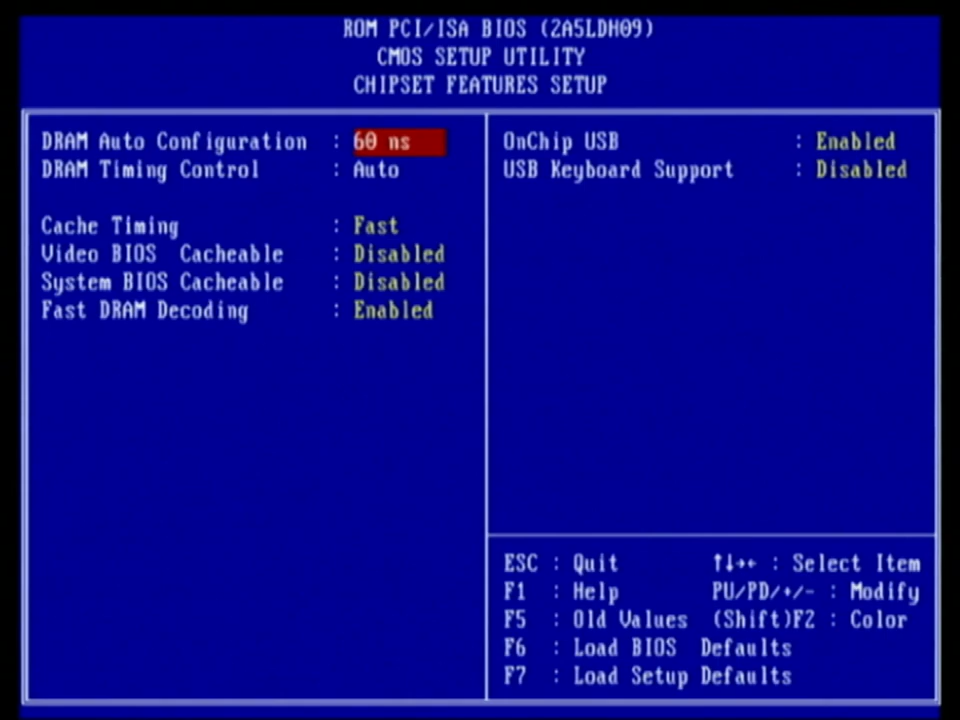 ROM PCI/ISA BIOS (2A5LDH09)
CMOS SETUP UTILITY
CHIPSET FEATURES SETUP
DRAM Auto Configuration : 60 ns
DRAM Timing Control : Auto
Cache Timing : Fast
Video BIOS Cacheable : Disabled
System BIOS Cacheable : Disabled
Fast DRAM Decoding : Enabled
OnChip USB : Enabled
USB Keyboard Support : Disabled
ESC : Quit ↑↓→← : Select Item
F1 : Help PU/PD/+/- : Modify
F5 : Old Values (Shift)F2 : Color
F6 : Load BIOS Defaults
F7 : Load Setup Defaults